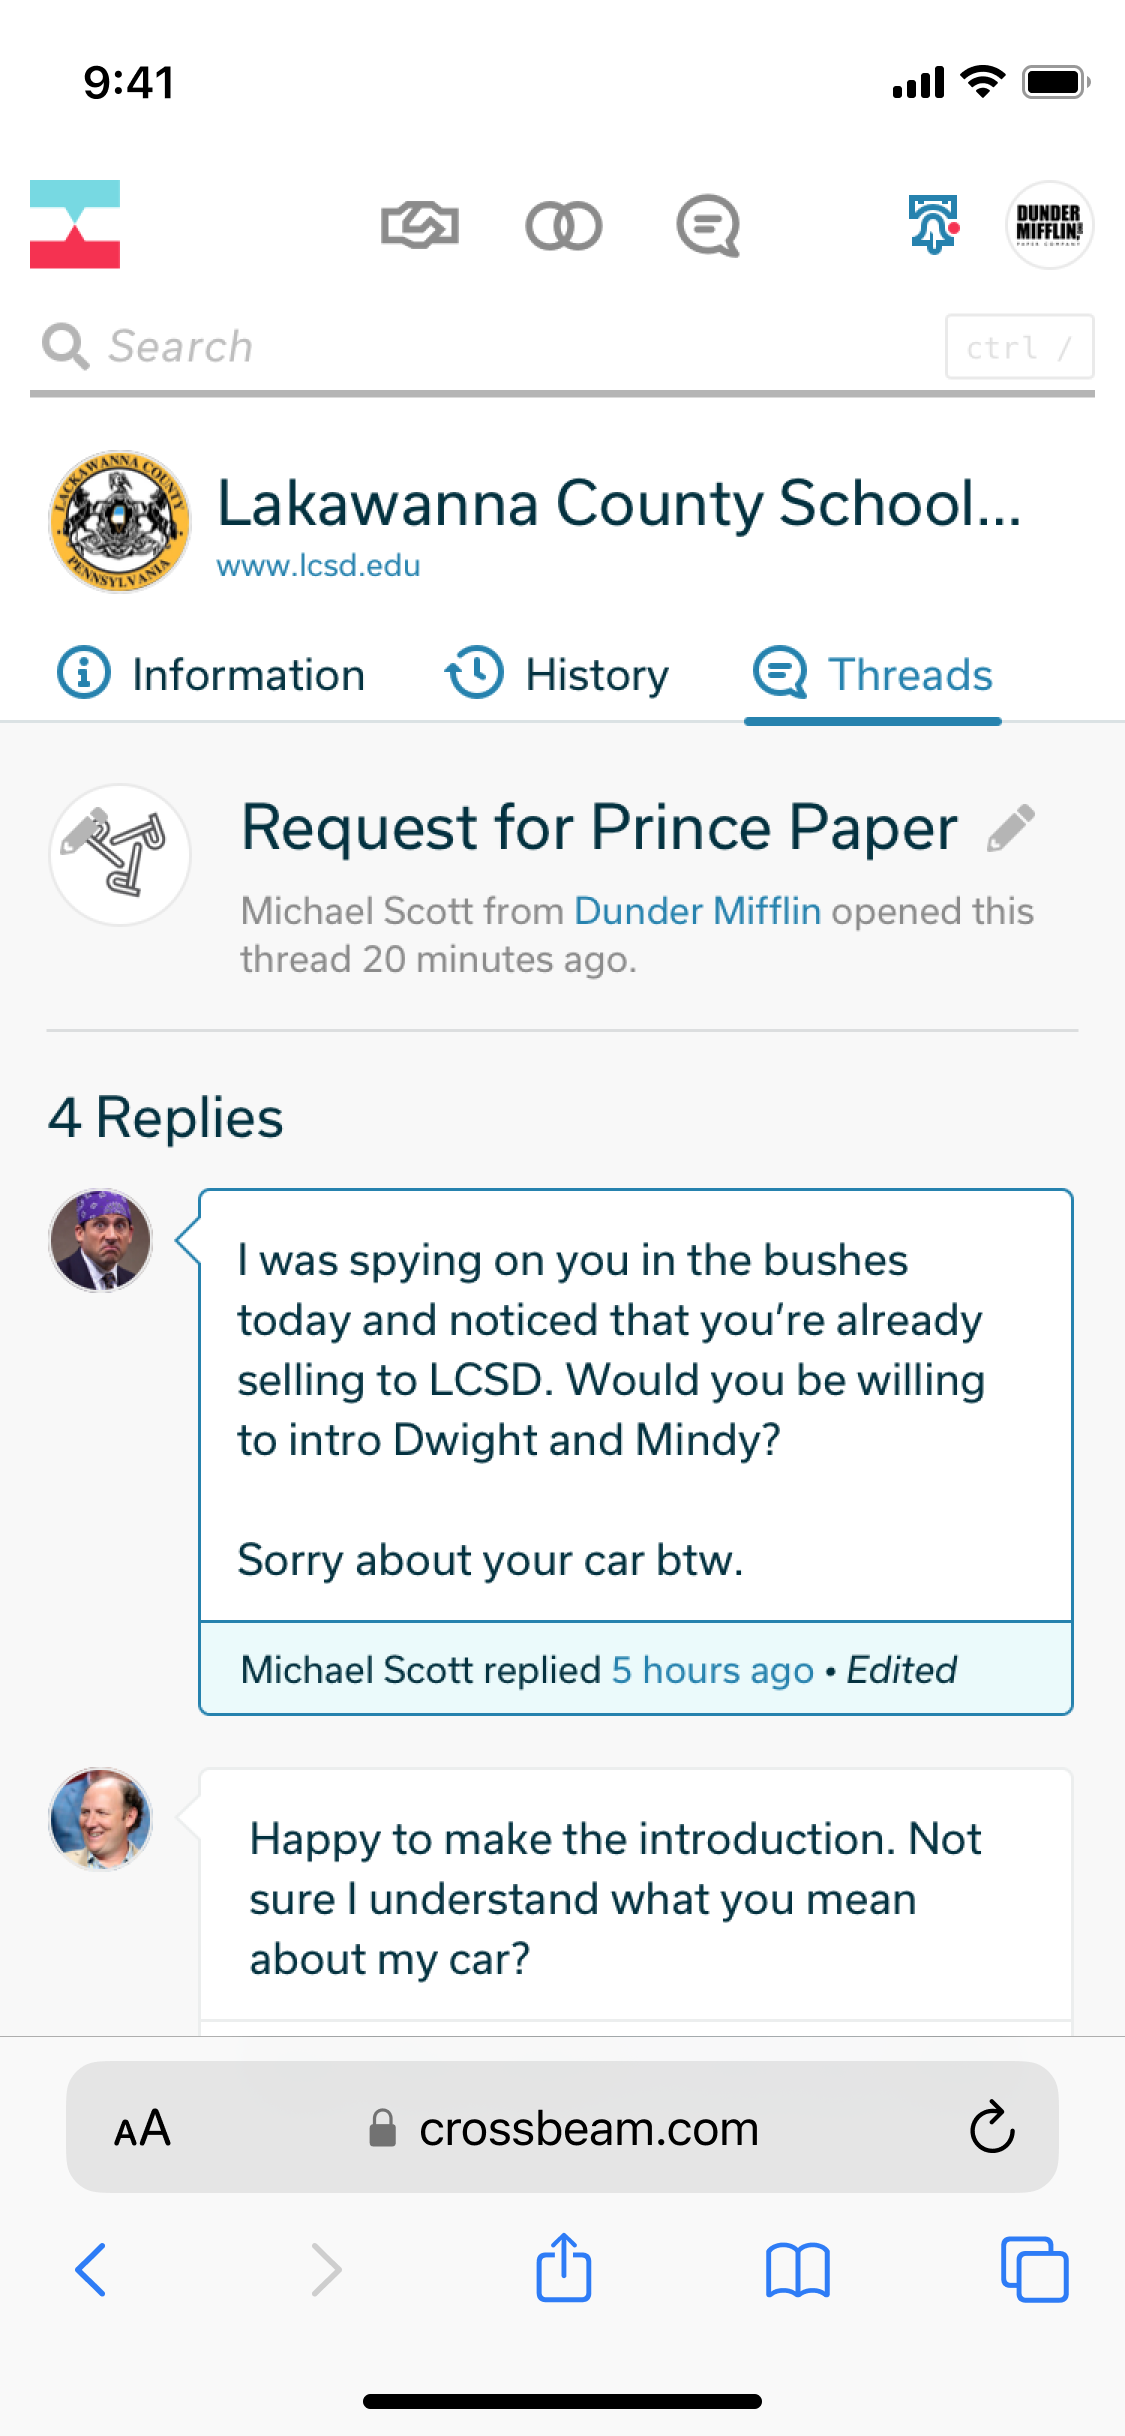 9:41
DUNDER
MIFFLIN
PAPER COMPANY
Search
ctrl /
LACKAWANNA COUNTY
PENNSYLVANIA
Lakawanna County School...
www.lcsd.edu
Information
History
Threads
Request for Prince Paper
Michael Scott from Dunder Mifflin opened this
thread 20 minutes ago.
4 Replies
I was spying on you in the bushes
today and noticed that you’re already
selling to LCSD. Would you be willing
to intro Dwight and Mindy?
Sorry about your car btw.
Michael Scott replied 5 hours ago • Edited
Happy to make the introduction. Not
sure I understand what you mean
about my car?
AA
crossbeam.com